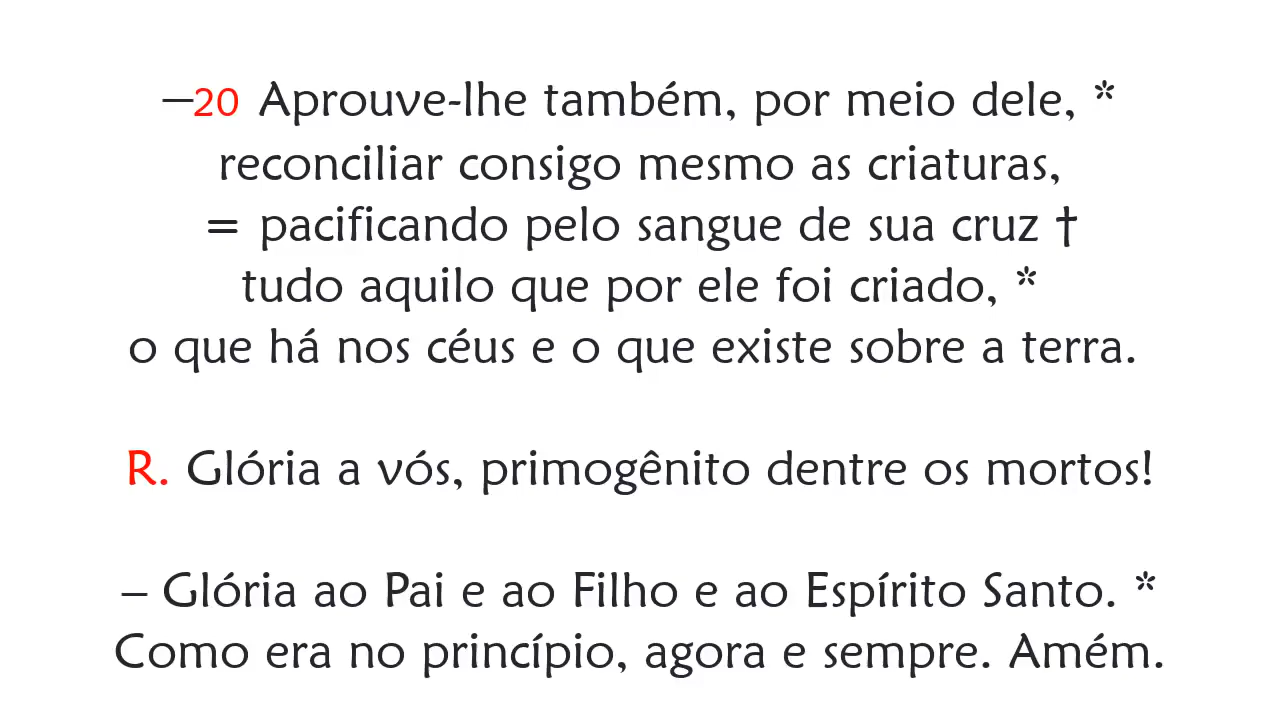 –20 Aprouve-lhe também, por meio dele, *
reconciliar consigo mesmo as criaturas,
= pacificando pelo sangue de sua cruz †
tudo aquilo que por ele foi criado, *
o que há nos céus e o que existe sobre a terra.
R. Glória a vós, primogênito dentre os mortos!
– Glória ao Pai e ao Filho e ao Espírito Santo. *
Como era no princípio, agora e sempre. Amém.